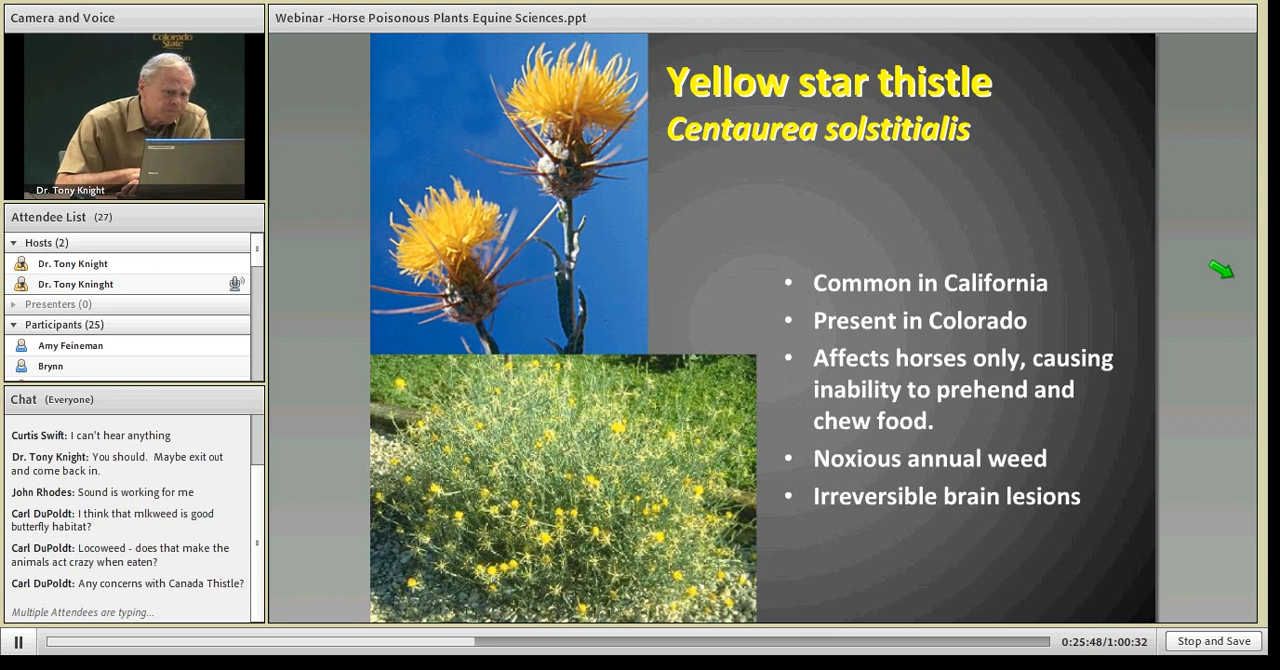 Camera and Voice
Colorado
State
Dr. Tony Knight
Attendee List (27)
Hosts (2)
Dr. Tony Knight
Dr. Tony Kninght
Presenters (0)
Participants (25)
Amy Feineman
Brynn
Chat (Everyone)
Curtis Swift: I can't hear anything
Dr. Tony Knight: You should. Maybe exit out
and come back in.
John Rhodes: Sound is working for me
Carl DuPoldt: I think that mlkweed is good
butterfly habitat?
Carl DuPoldt: Locoweed - does that make the
animals act crazy when eaten?
Carl DuPoldt: Any concerns with Canada Thistle?
Multiple Attendees are typing...
Webinar -Horse Poisonous Plants Equine Sciences.ppt
Yellow star thistle
Centaurea solstitialis
• Common in California
• Present in Colorado
• Affects horses only, causing
inability to prehend and
chew food.
• Noxious annual weed
• Irreversible brain lesions
0:25:48/1:00:32
Stop and Save